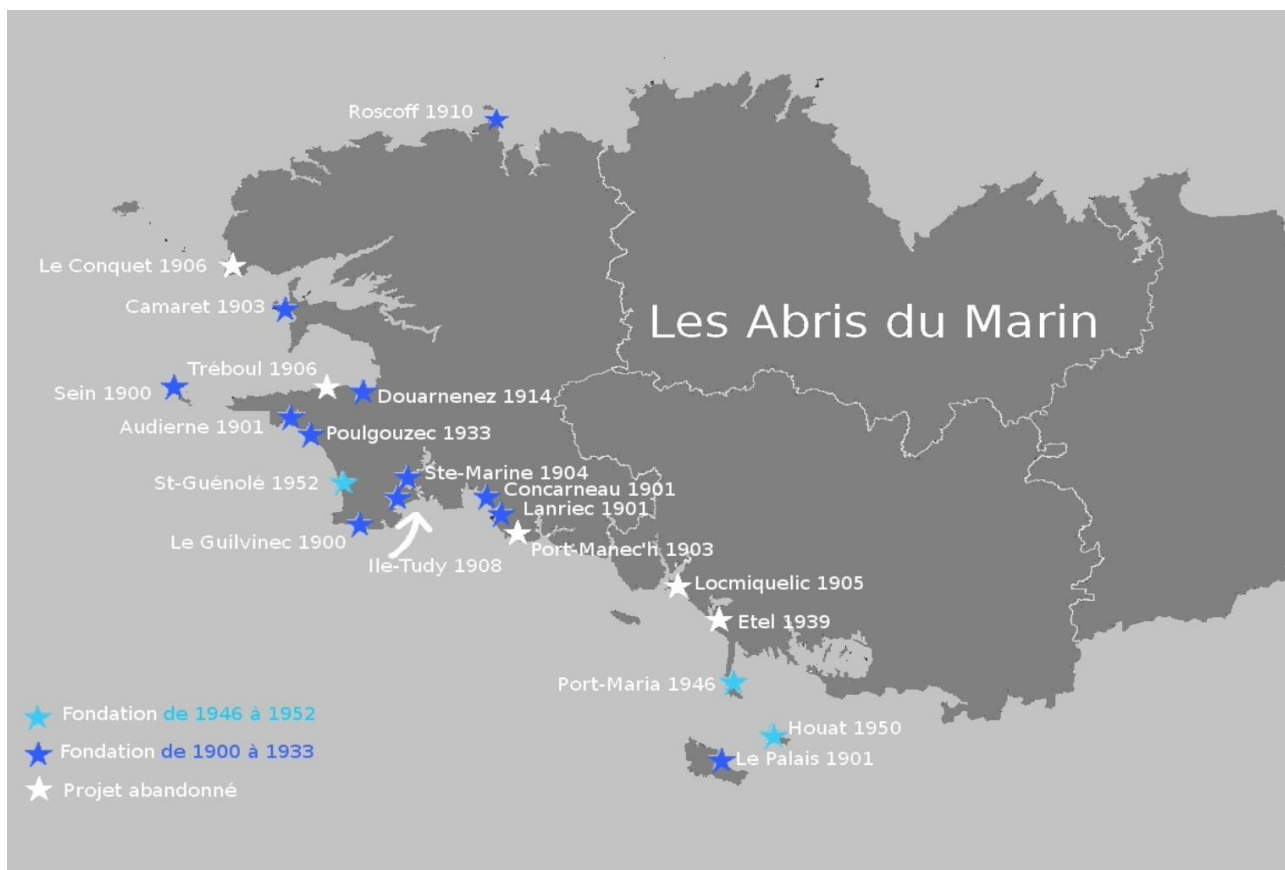 Roscoff 1910
Le Conquet 1906
Camaret 1903
Les Abris du Marin
Tréboul 1906
Sein 1900
Douarnenez 1914
Audierne 1901
Poulgouzec 1933
Ste-Marine 1904
St-Guénolé 1952
Concarneau 1901
Lanriec 1901
Le Guilvinec 1900
Port-Manec'h 1903
Ile-Tudy 1908
Locmiquelic 1905
Etel 1939
Port-Maria 1946
Houat 1950
Le Palais 1901
Fondation de 1946 à 1952
Fondation de 1900 à 1933
Projet abandonné